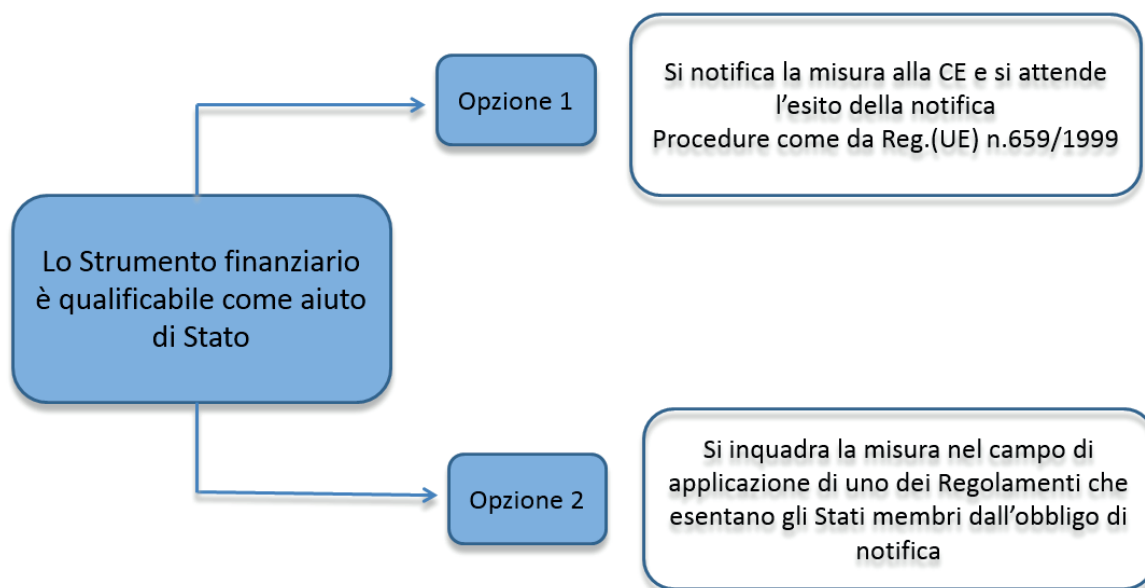 Opzione 1
Si notifica la misura alla CE e si attende
l'esito della notifica
Procedure come da Reg.(UE) n.659/1999
Lo Strumento finanziario
è qualificabile come aiuto
di Stato
Opzione 2
Si inquadra la misura nel campo di
applicazione di uno dei Regolamenti che
esentano gli Stati membri dall'obbligo di
notifica